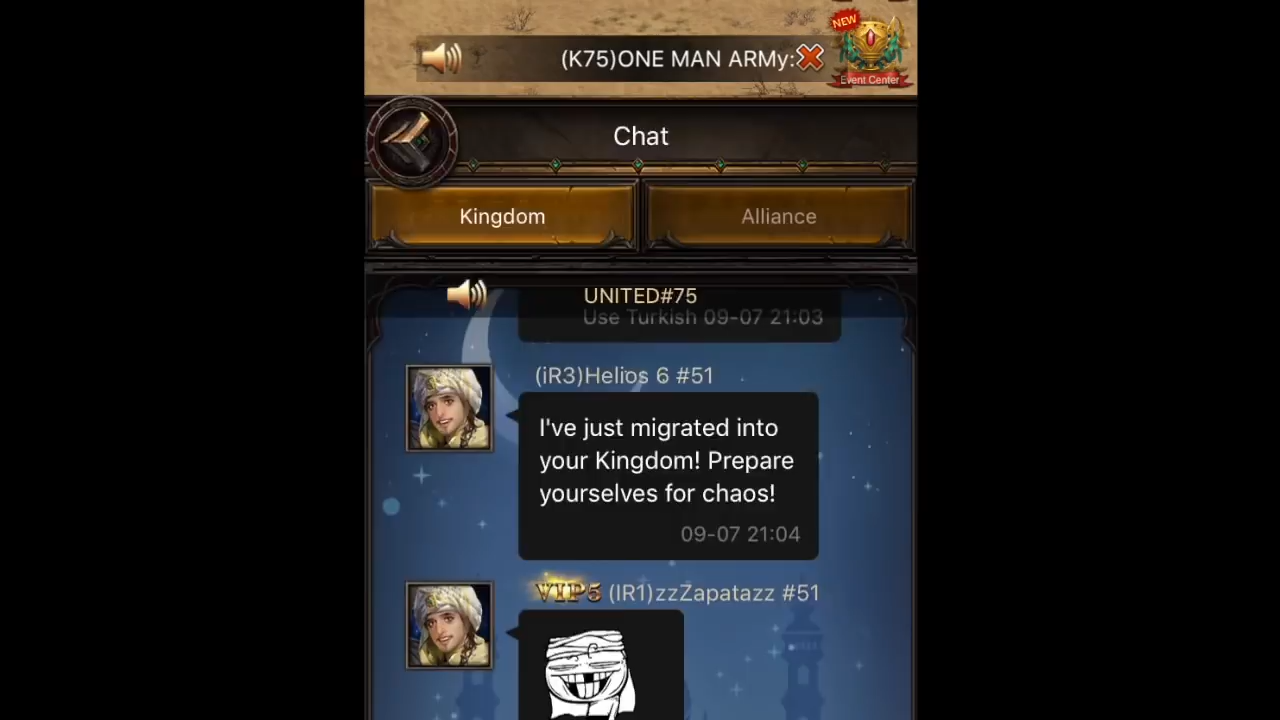 NEW
(K75)ONE MAN ARMy:
Event Center
Chat
Kingdom
Alliance
UNITED#75
Use Turkish 09-07 21:03
(iR3)Helios 6 #51
I've just migrated into
your Kingdom! Prepare
yourselves for chaos!
09-07 21:04
VIP5 (IR1)zzZapatazz #51